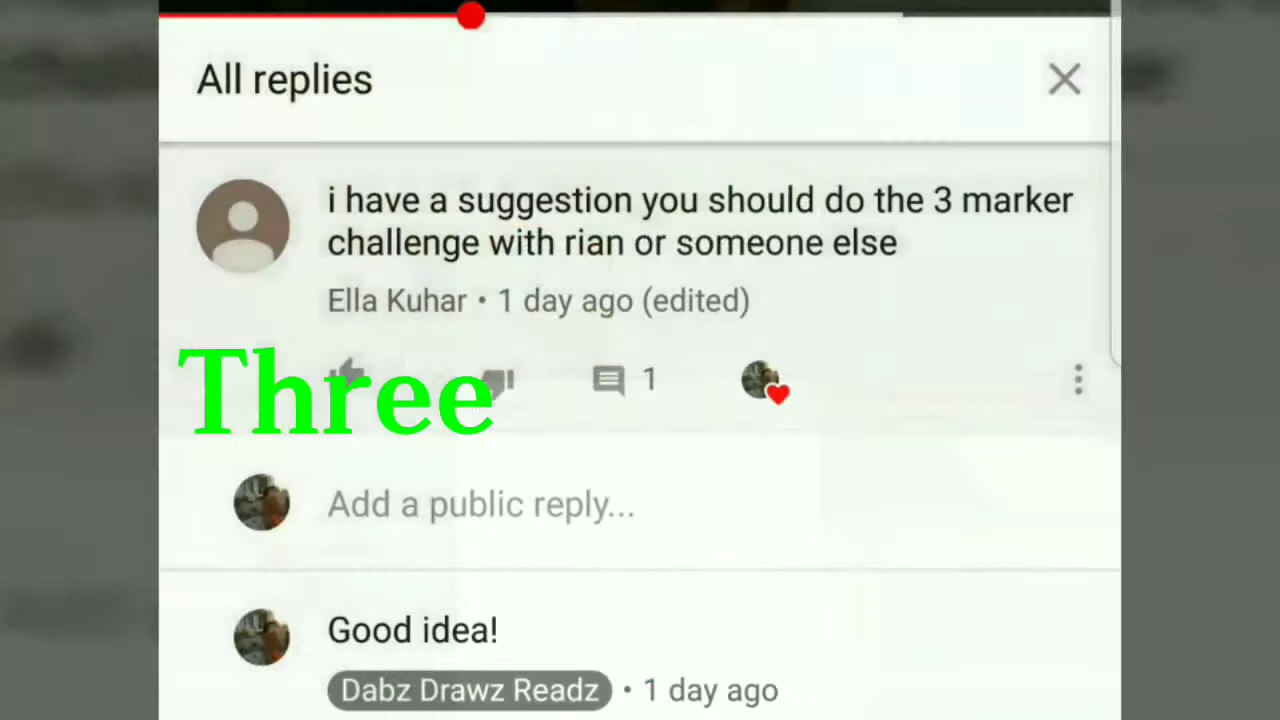 All replies
i have a suggestion you should do the 3 marker
challenge with rian or someone else
Ella Kuhar • 1 day ago (edited)
Three
1
Add a public reply...
Good idea!
Dabz Drawz Readz • 1 day ago